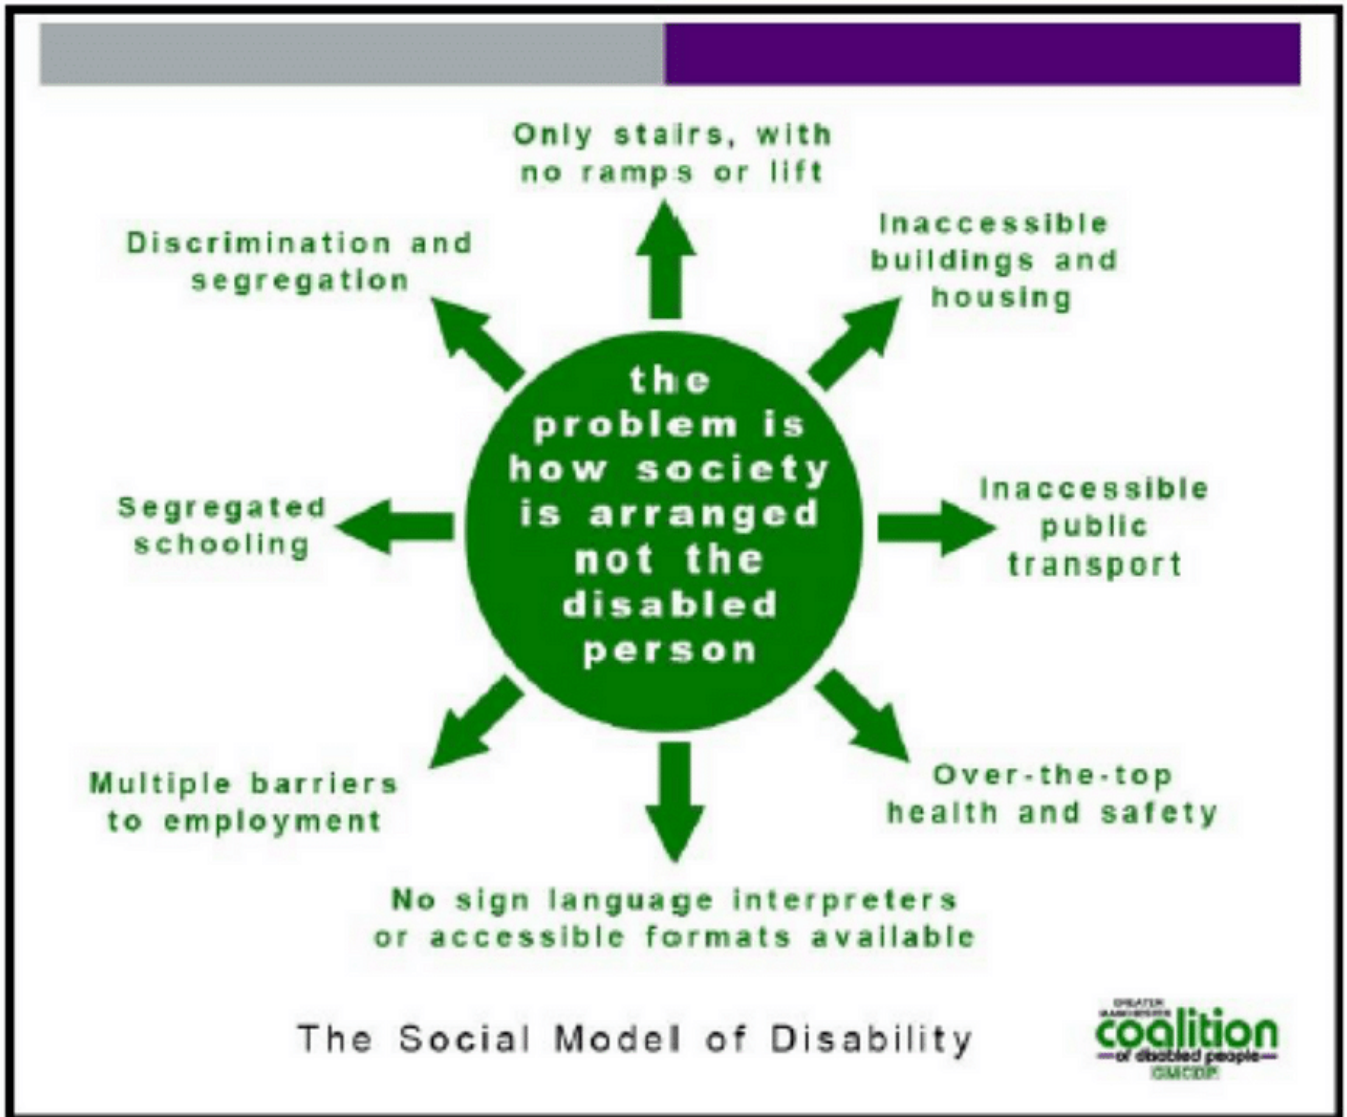 Only stairs, with
no ramps or lift
Inaccessible
buildings and
housing
Discrimination and
segregation
the
problem is
how society
is arranged
not the
disabled
person
Segregated
schooling
Inaccessible
public
transport
Multiple barriers
to employment
Over-the-top
health and safety
No sign language interpreters
or accessible formats available
The Social Model of Disability
GREATER
MANCHESTER
coalition
of disabled people
GMCDP